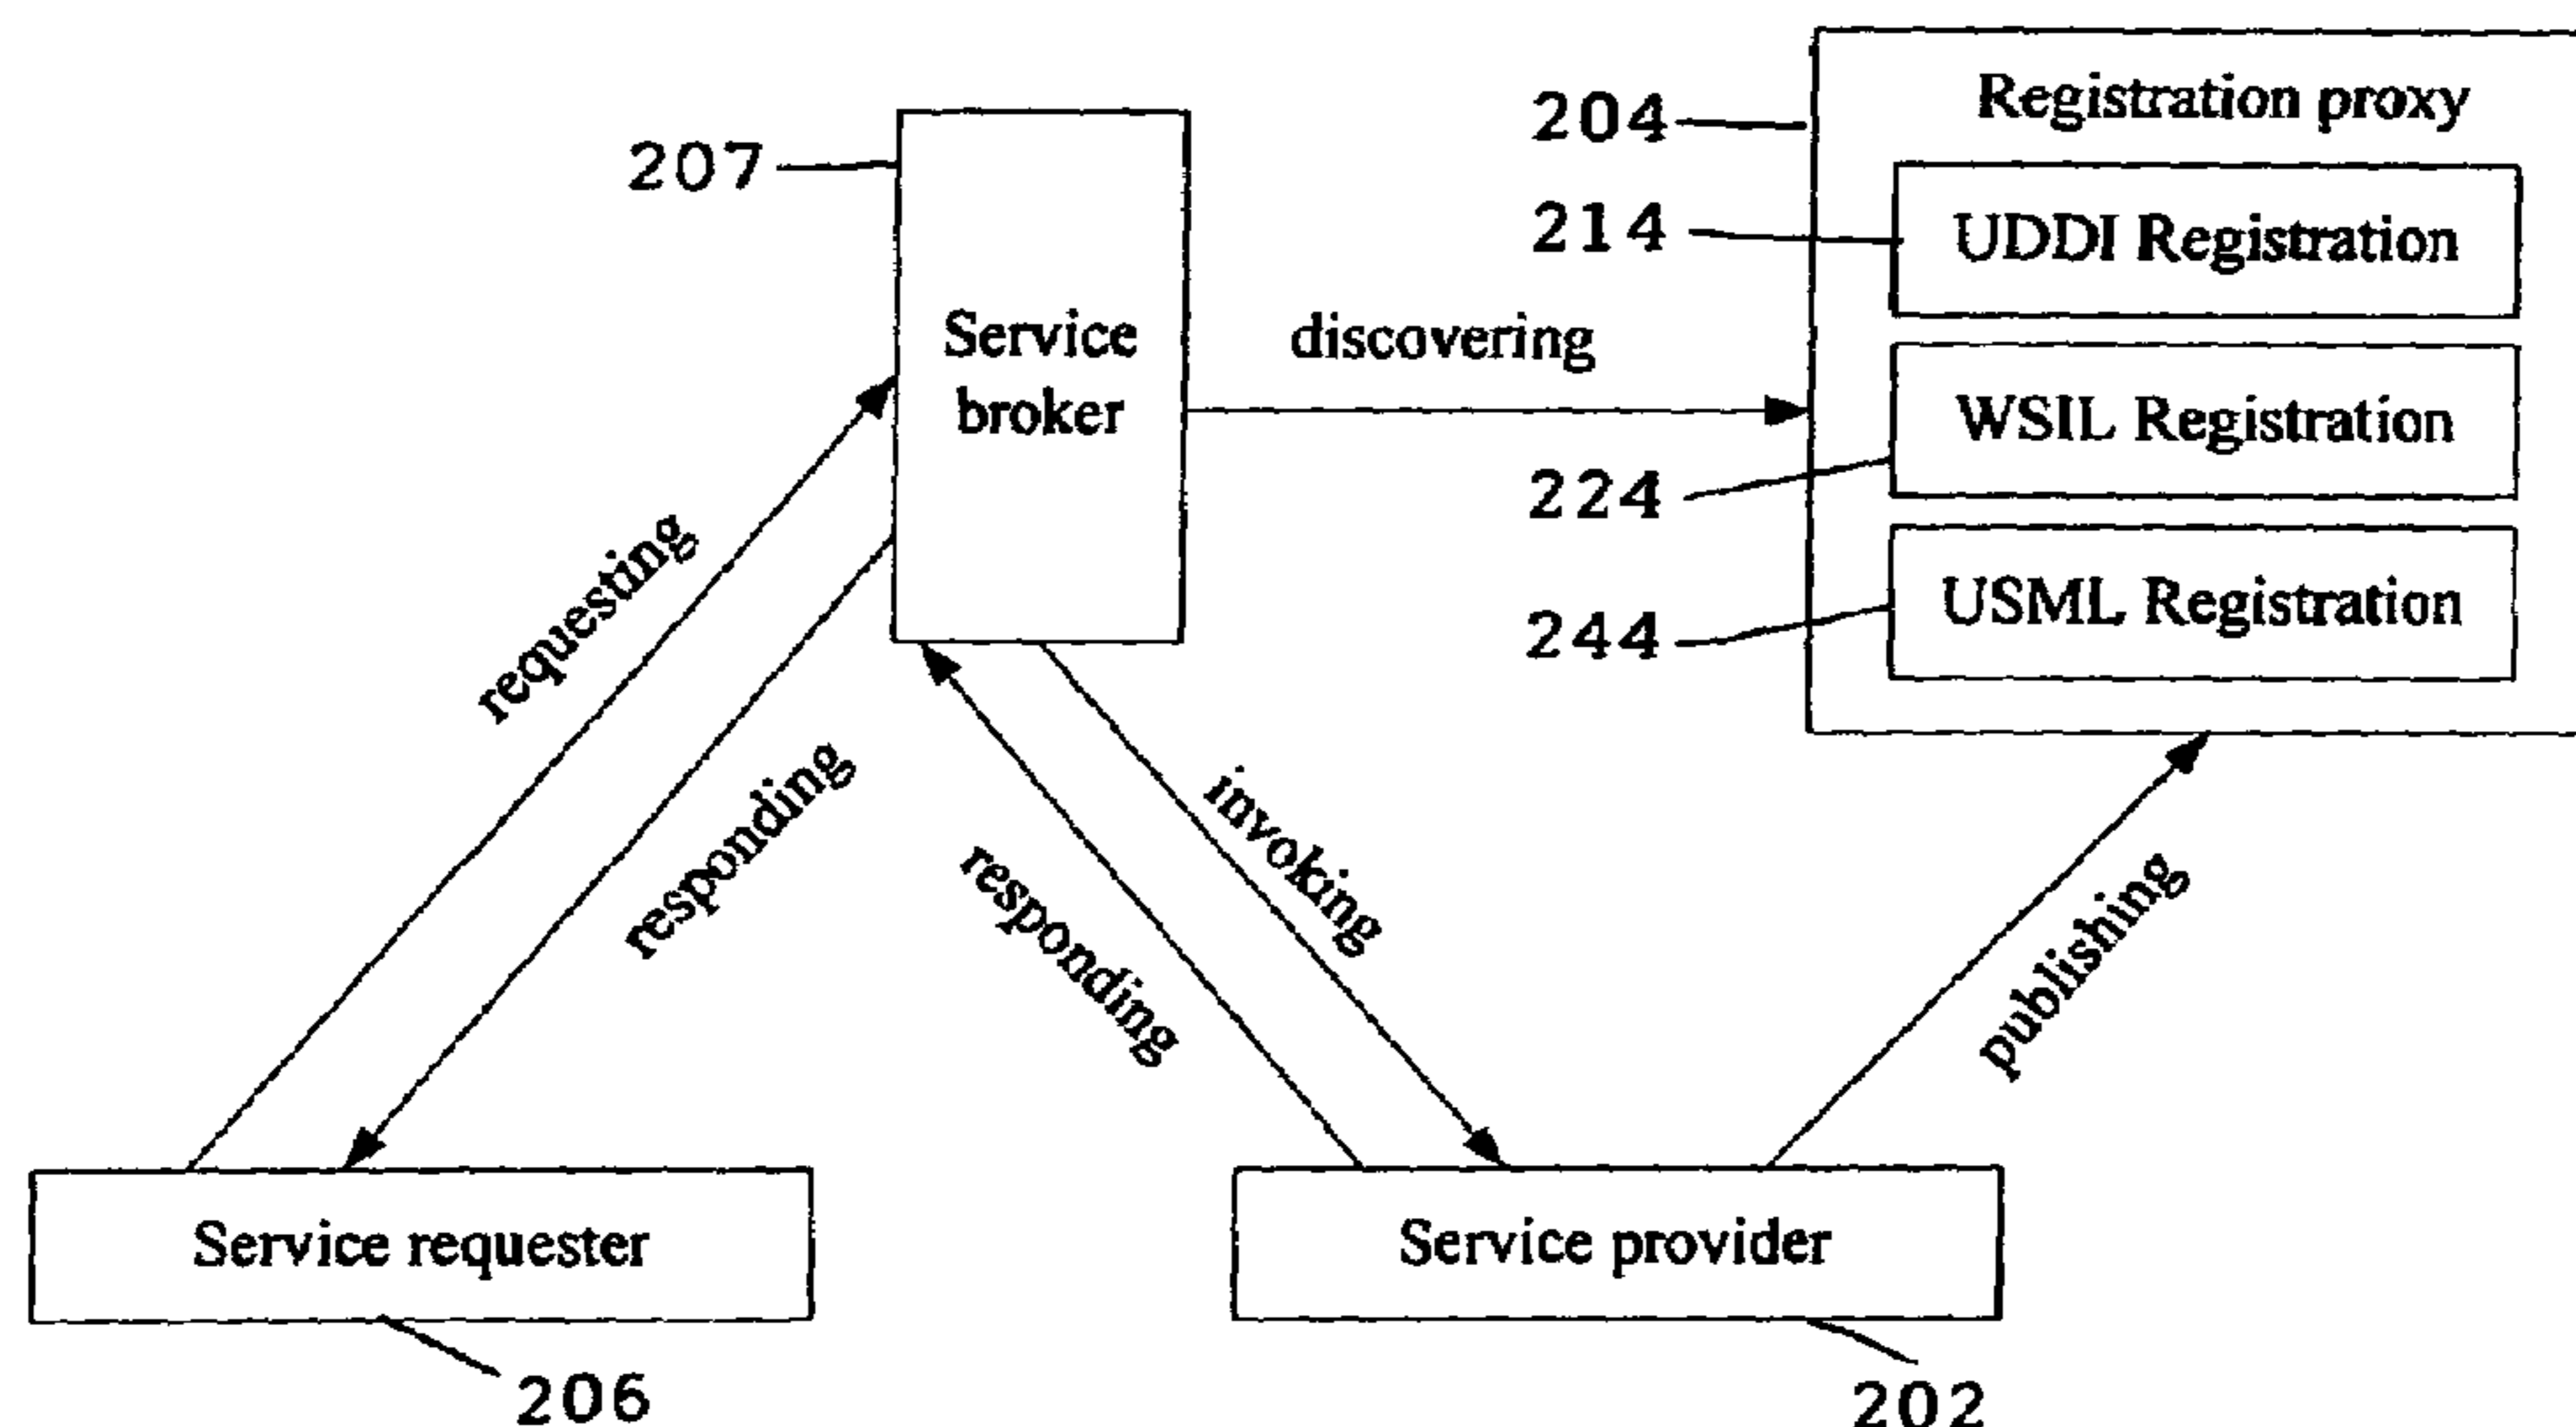 Registration proxy
204
207
UDDI Registration
214
Service
broker
discovering
WSIL Registration
224
USML Registration
244
requesting
responding
invoking
responding
publishing
Service requester
Service provider
206
202